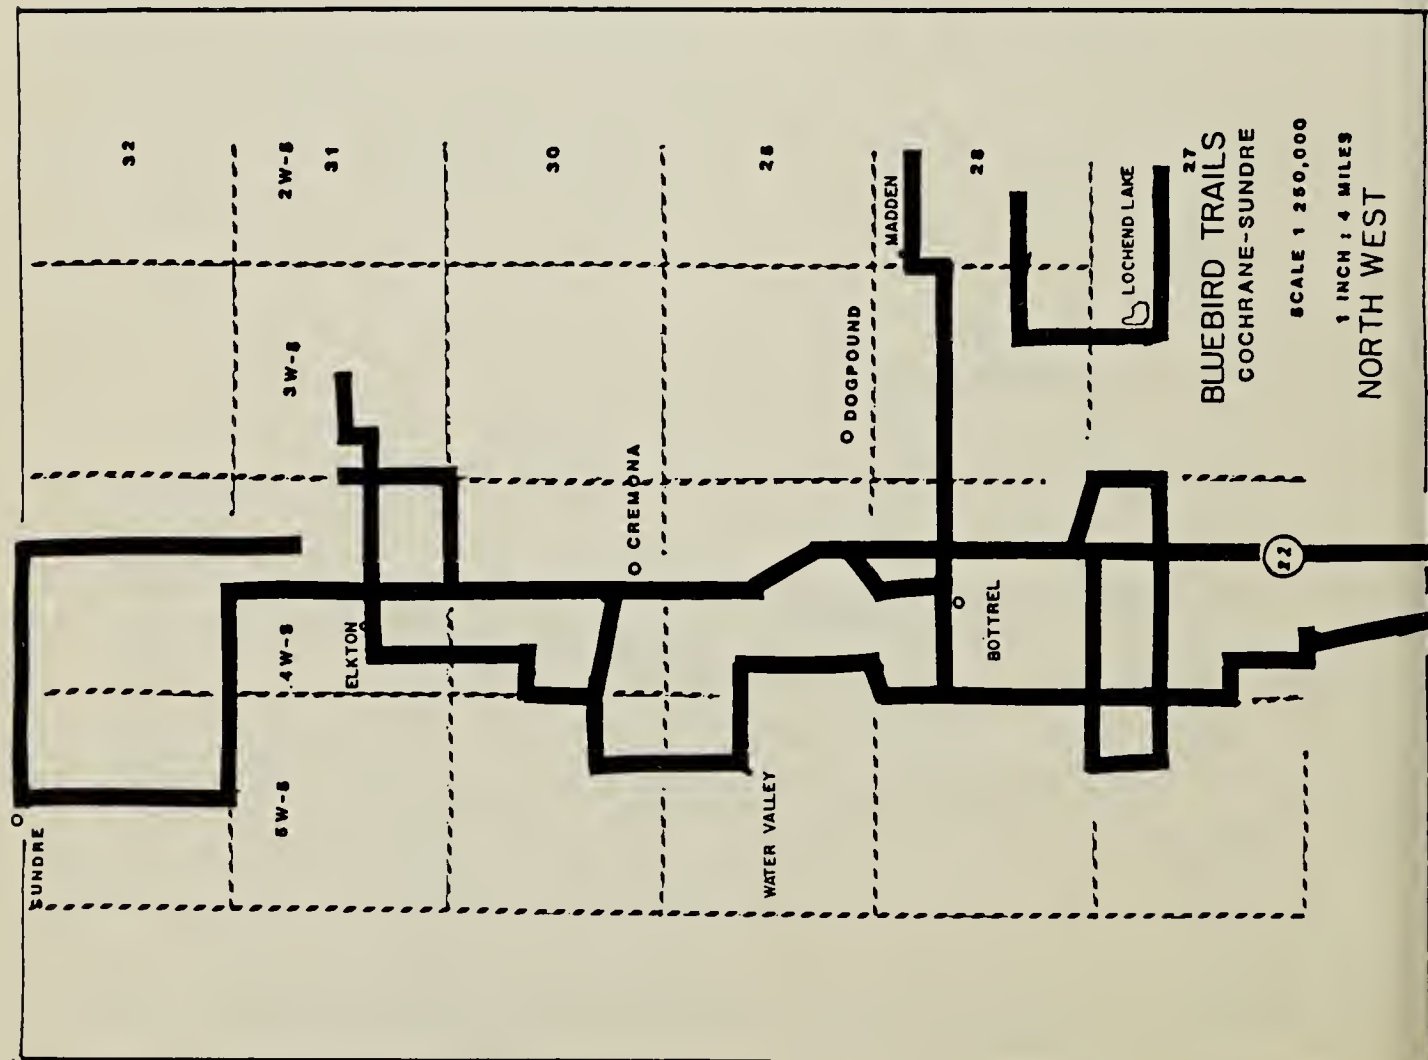 SUNDRE
32
2W-5
31
3W-5
.4W-5
5W-5
ELKTON
30
CREMONA
29
WATER VALLEY
DOGPOUND
MADDEN
28
BOTTREL
LOCHEND LAKE
27
BLUEBIRD TRAILS
COCHRANE-SUNDRE
22
SCALE 1 250,000
1 INCH : 4 MILES
NORTH WEST